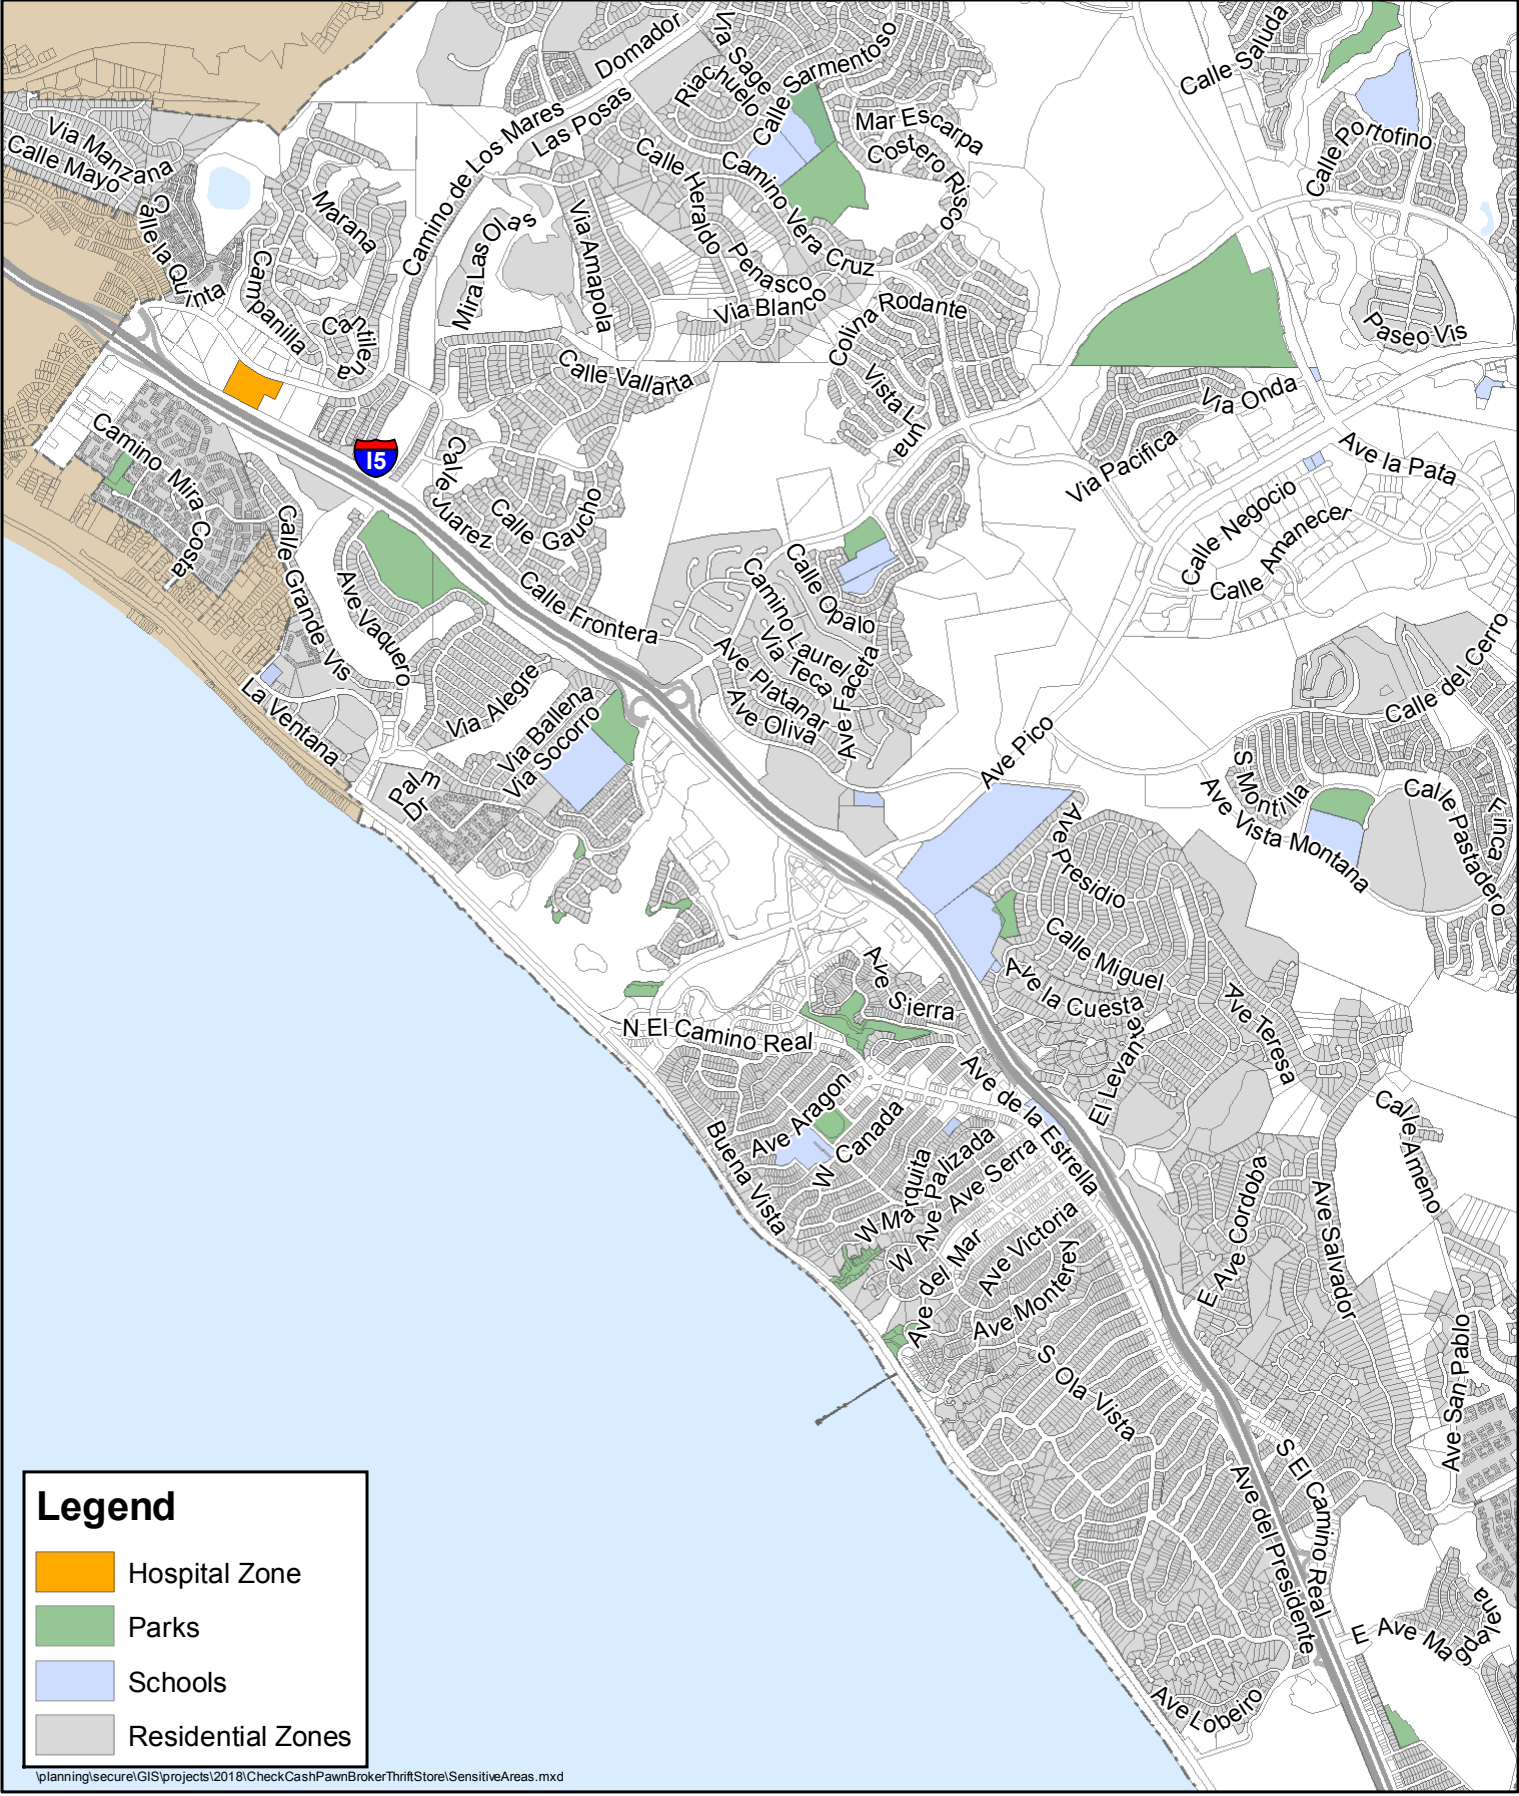 Calle Saluda
Domador
Via Sage
Riachuelo
Calle Sarmentoso
Las Posas
Mar Escarpa
Costero Risco
Calle Portofino
Via Manzana
Calle Mayo
Calle la Quinta
Camino de Los Mares
Calle Heraldo
Camino Vera Cruz
Marana
Mira Las Olas
Via Amapola
Penasco
Via Blanco
Campanilla
Cantilena
Colina Rodante
Paseo Vis
Calle Vallarta
Vista Luna
Via Onda
Camino Mira Costa
I5
Calle Juarez
Calle Gaucho
Via Pacifica
Ave la Pata
Calle Negocio
Calle Amanecer
Calle Grande Vis
Ave Vaquero
Calle Frontera
Calle Opalo
Camino Laurel
Via Teca
Ave Platanar
Ave Oliva
Ave Faceta
La Ventana
Via Alegre
Via Ballena
Via Socorro
Palm Dr
Ave Pico
Calle del Cerro
S Montilla
Ave Vista Montana
Calle Pastadero
Finca
Ave Presidio
Calle Miguel
Ave la Cuesta
Ave Sierra
N El Camino Real
Ave Teresa
El Levante
Ave de la Estrella
Ave Aragon
W Canada
Buena Vista
W Marquita
W Ave Palizada
Ave Serra
Ave del Mar
Ave Victoria
Ave Monterey
Calle Ameno
E Ave Cordoba
Ave Salvador
Ave San Pablo
S Ola Vista
S El Camino Real
Ave del Presidente
E Ave Magdalena
Ave Lobeiro
Legend
Hospital Zone
Parks
Schools
Residential Zones
\planning\secure\GIS\projects\2018\CheckCashPawnBrokerThriftStore\SensitiveAreas.mxd